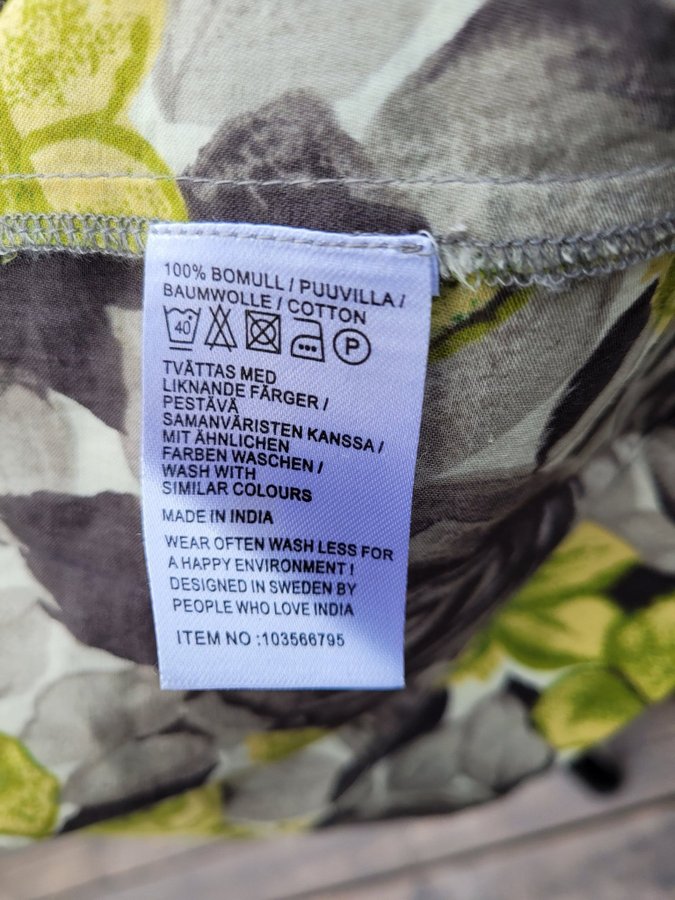 100% BOMULL / PUUVILLA /
BAUMWOLLE / COTTON
40 P
TVÄTTAS MED
LIKNANDE FÄRGER /
PESTÄVÄ
SAMANVÄRISTEN KANSSA /
MIT ÄHNLICHEN
FARBEN WASCHEN /
WASH WITH
SIMILAR COLOURS
MADE IN INDIA
WEAR OFTEN WASH LESS FOR
A HAPPY ENVIRONMENT !
DESIGNED IN SWEDEN BY
PEOPLE WHO LOVE INDIA
ITEM NO :103566795